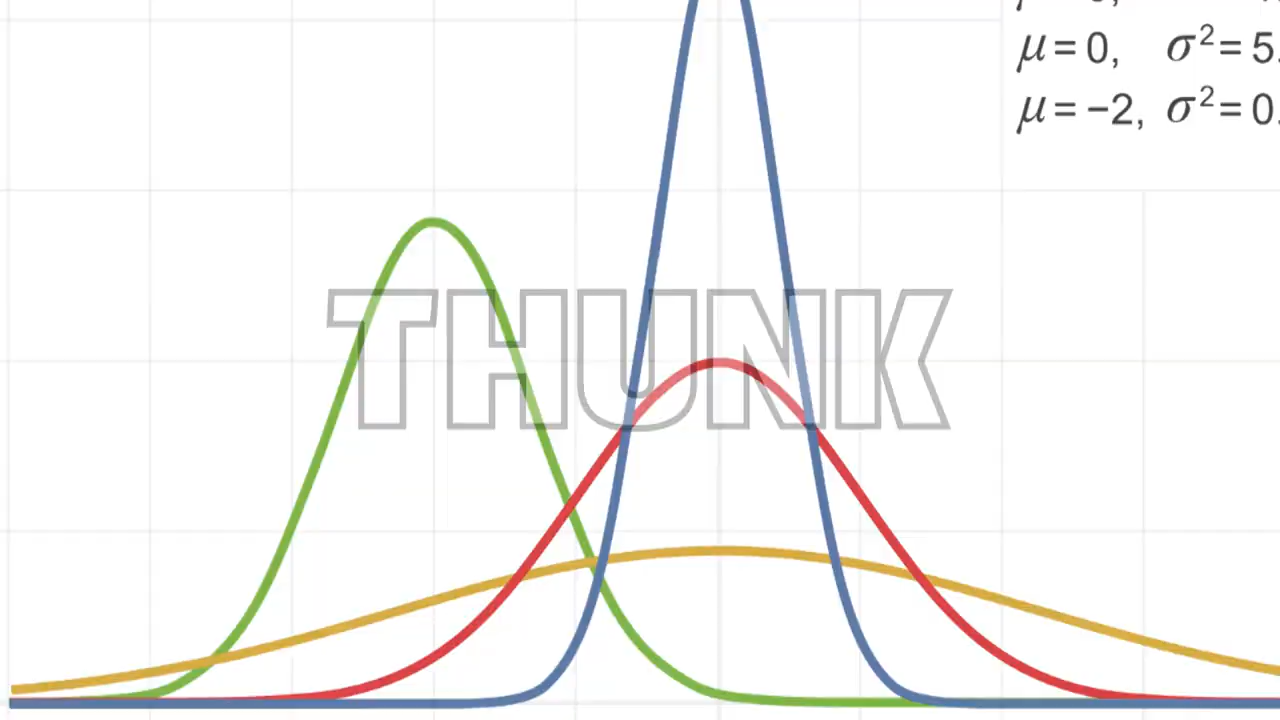 μ = 0, σ² = 5.
μ = −2, σ² = 0.
THUNK